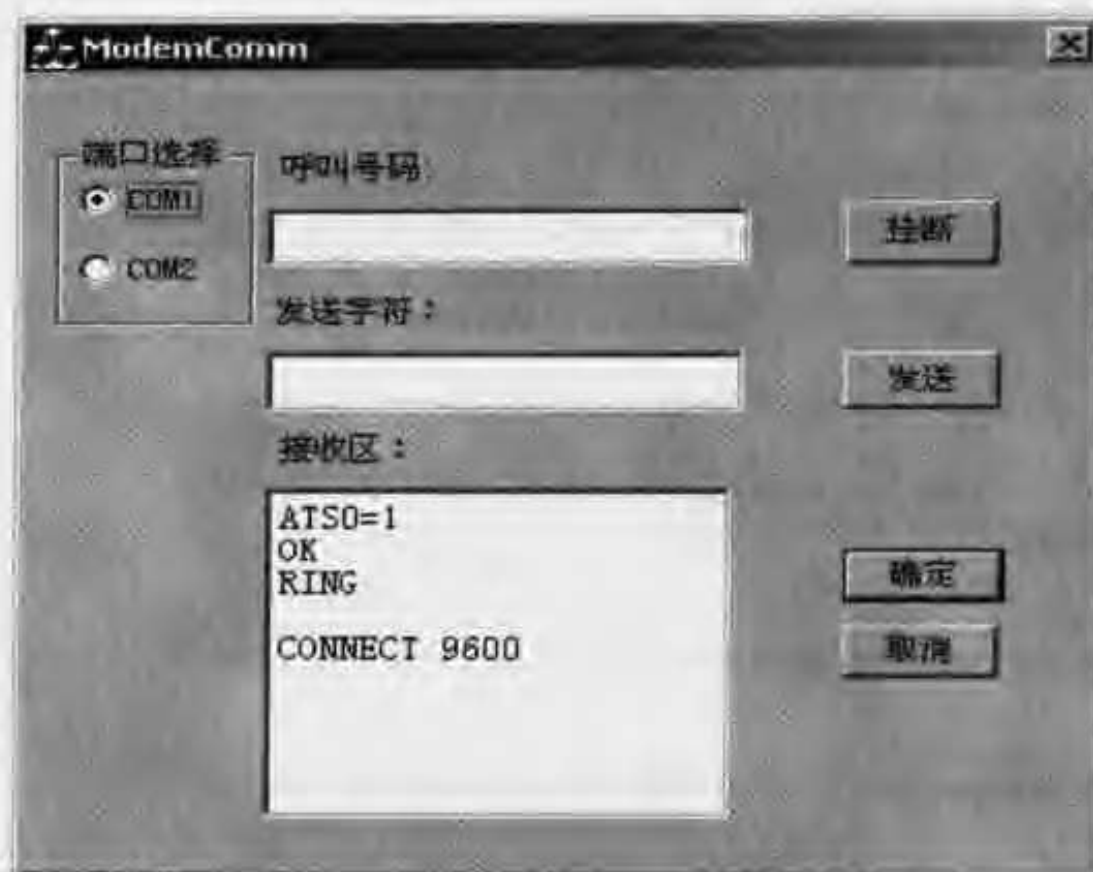 ModemComm
端口选择
COM1
COM2
呼叫号码:
挂断
发送字符：
发送
接收区：
ATS0=1
OK
RING
CONNECT 9600
确定
取消